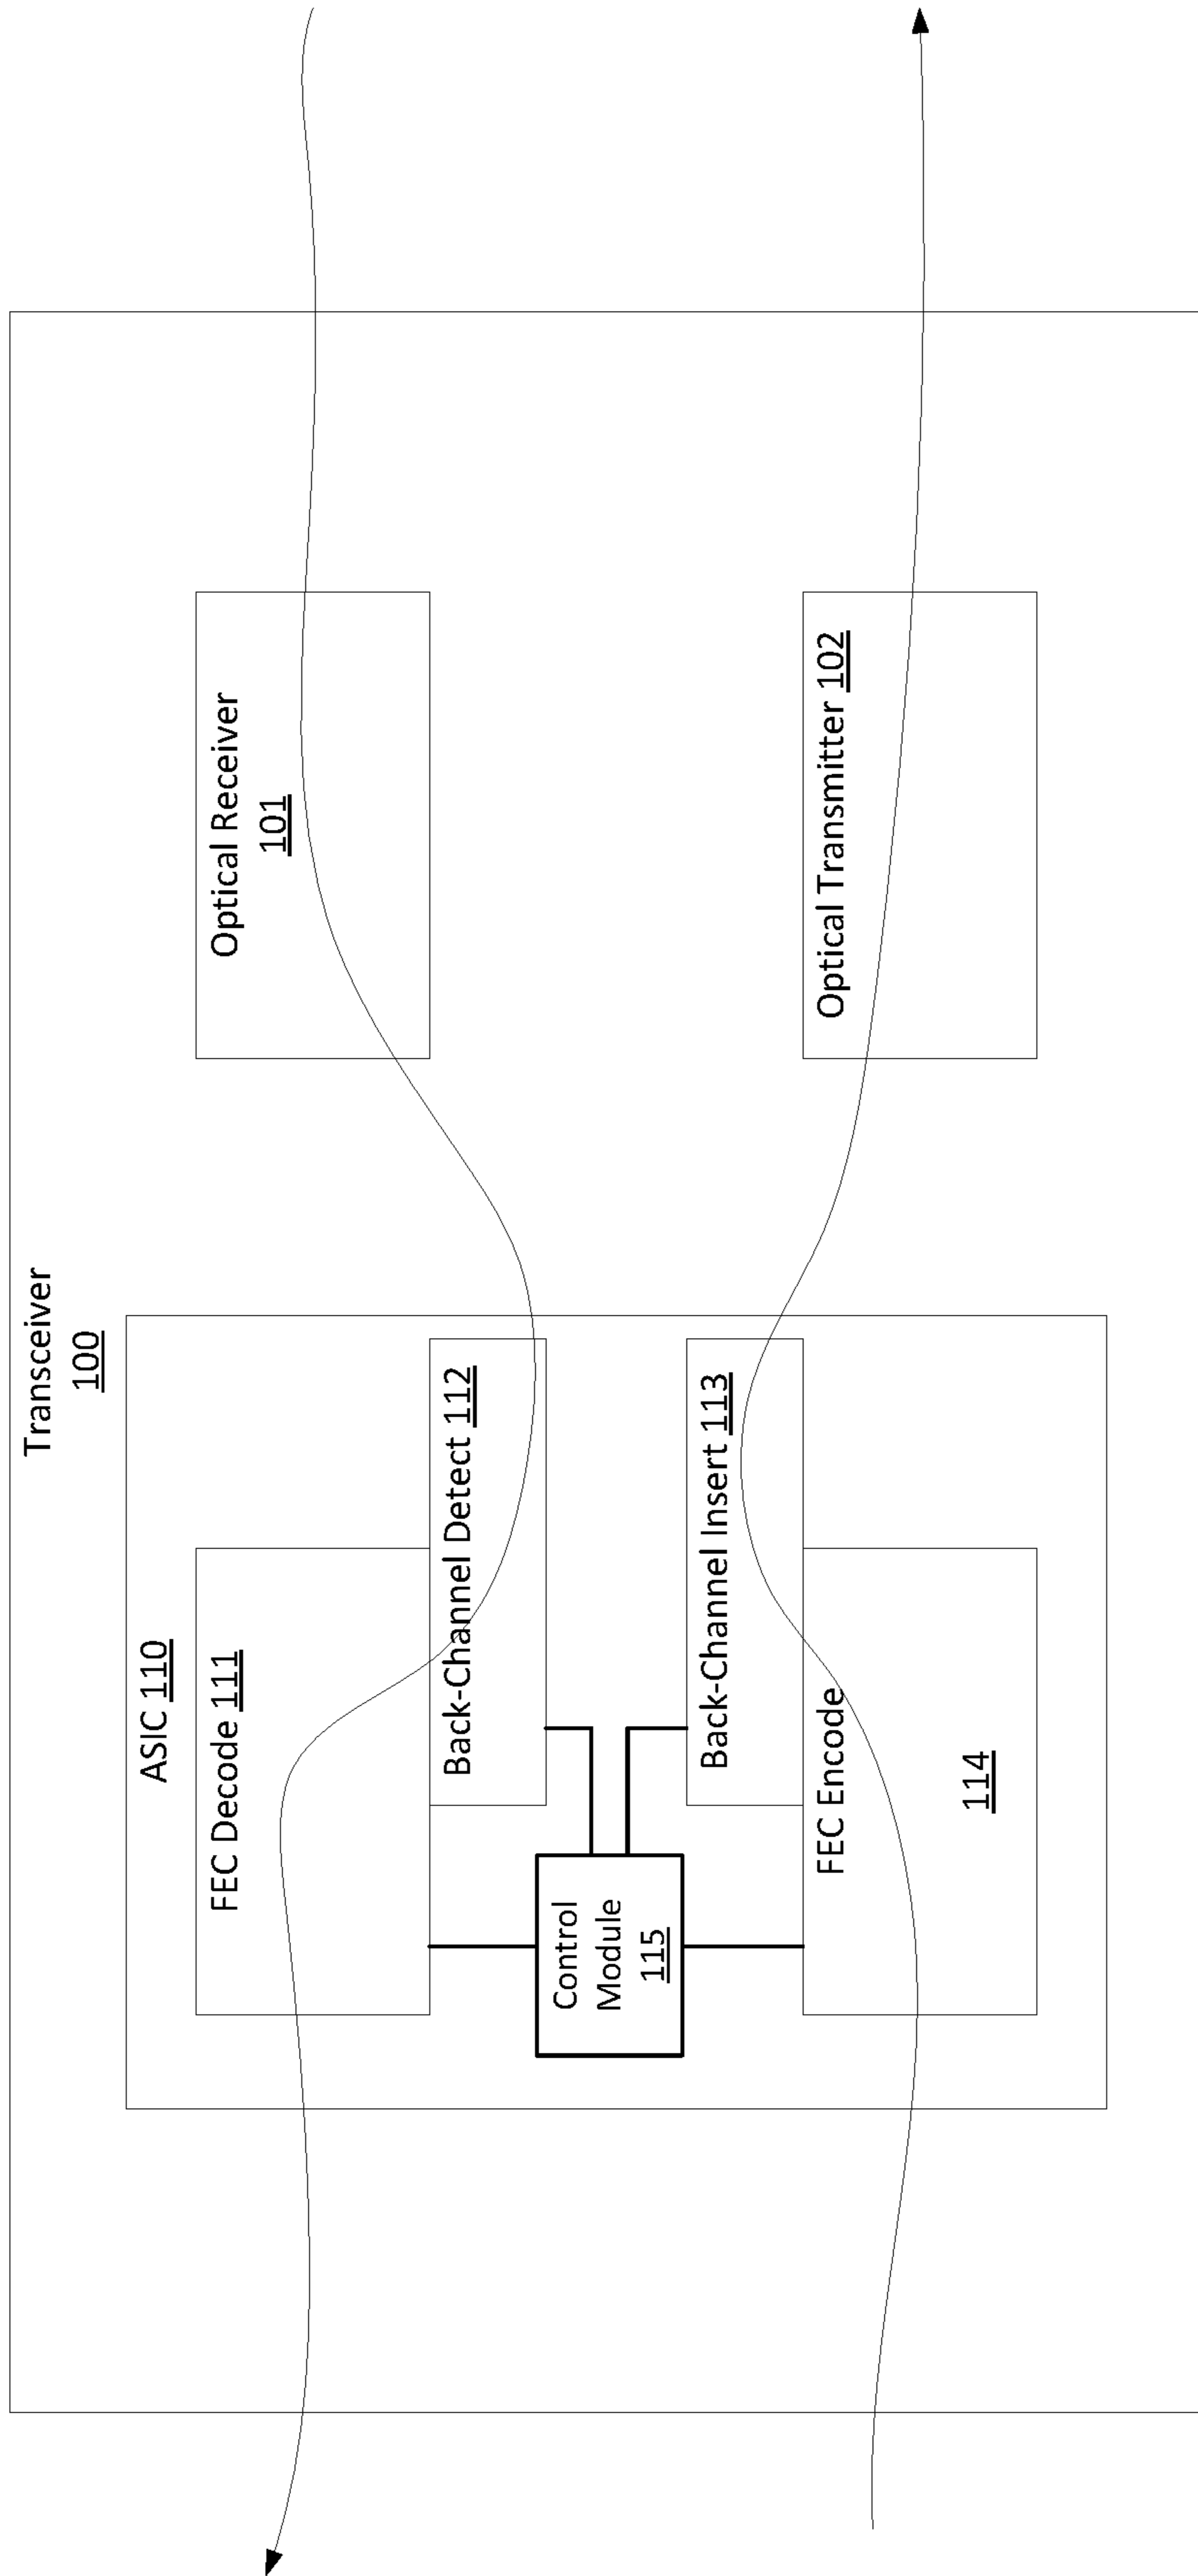 Transceiver
100
ASIC 110
FEC Decode 111
Optical Receiver
101
Back-Channel Detect 112
Control
Module
115
Back-Channel Insert 113
FEC Encode
114
Optical Transmitter 102